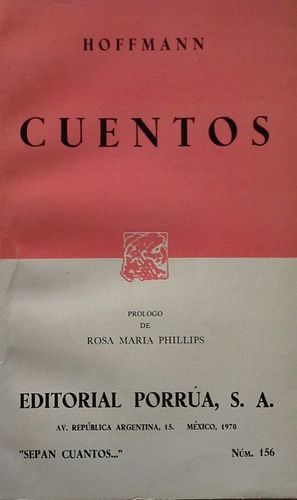 HOFFMANN
CUENTOS
PROLOGO
DE
ROSA MARIA PHILLIPS
EDITORIAL PORRÚA, S. A.
AV. REPÚBLICA ARGENTINA, 15. MÉXICO, 1970
"SEPAN CUANTOS..." NÚM. 156